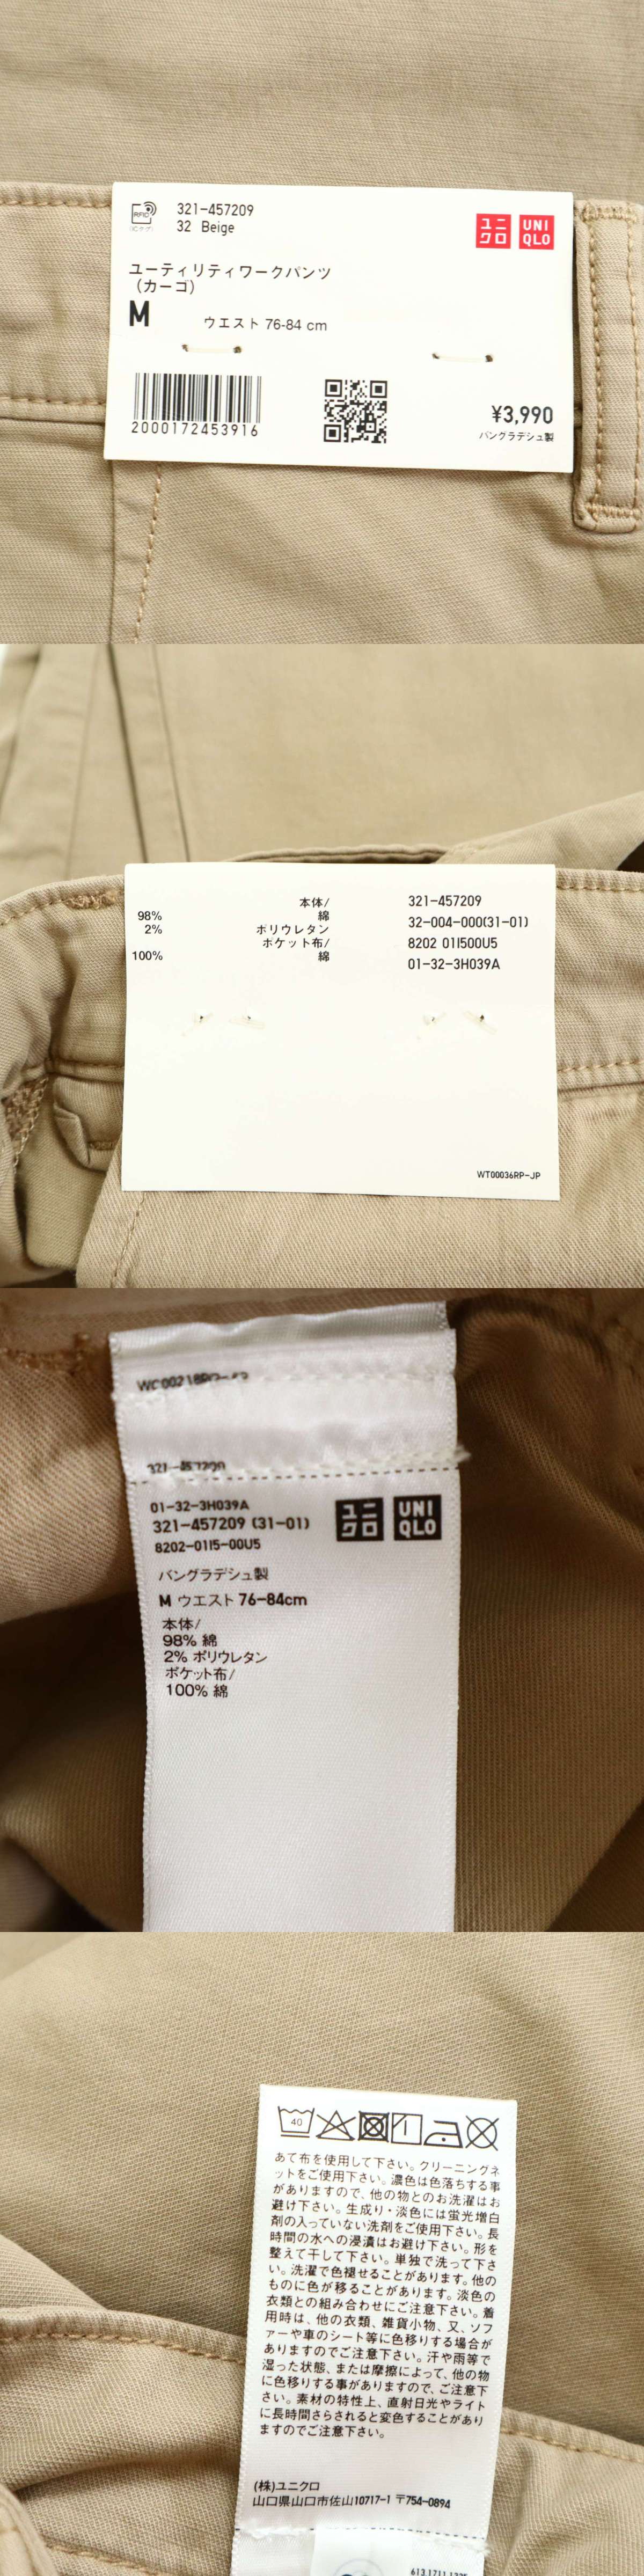 RFID
(ICタグ)
321-457209
32 Beige
ユニ
クロ
UNI
QLO
ユーティリティワークパンツ
(カーゴ)
M
ウエスト 76-84 cm
2000172453916
¥3,990
バングラデシュ製
本体/
98% 綿
2% ポリウレタン
ポケット布/
100% 綿
321-457209
32-004-000(31-01)
8202 01I500U5
01-32-3H039A
WT00036RP-JP
321-457209
01-32-3H039A
321-457209 (31-01)
8202-01I5-00U5
ユニ
クロ
UNI
QLO
バングラデシュ製
M ウエスト 76-84cm
本体/
98% 綿
2% ポリウレタン
ポケット布/
100% 綿
40
あて布を使用して下さい。クリーニングネ
ットをご使用下さい。濃色は色落ちする事
がありますので、他の物とのお洗濯はお
避け下さい。生成り・淡色には蛍光増白
剤の入っていない洗剤をご使用下さい。長
時間の水への浸漬はお避け下さい。形を
整えて干して下さい。単独で洗って下さ
い。洗濯で色褪せることがあります。他の
ものに色が移ることがあります。淡色の
衣類との組み合わせにご注意下さい。着
用時は、他の衣類、雑貨小物、又、ソフ
ァーや車のシート等に色移りする場合が
ありますのでご注意下さい。汗や雨等で
湿った状態、または摩擦によって、他の物
に色移りする事がありますので、ご注意下
さい。素材の特性上、直射日光やライト
に長時間さらされると変色することがあり
ますのでご注意下さい。
(株)ユニクロ
山口県山口市佐山10717-1 〒754-0894